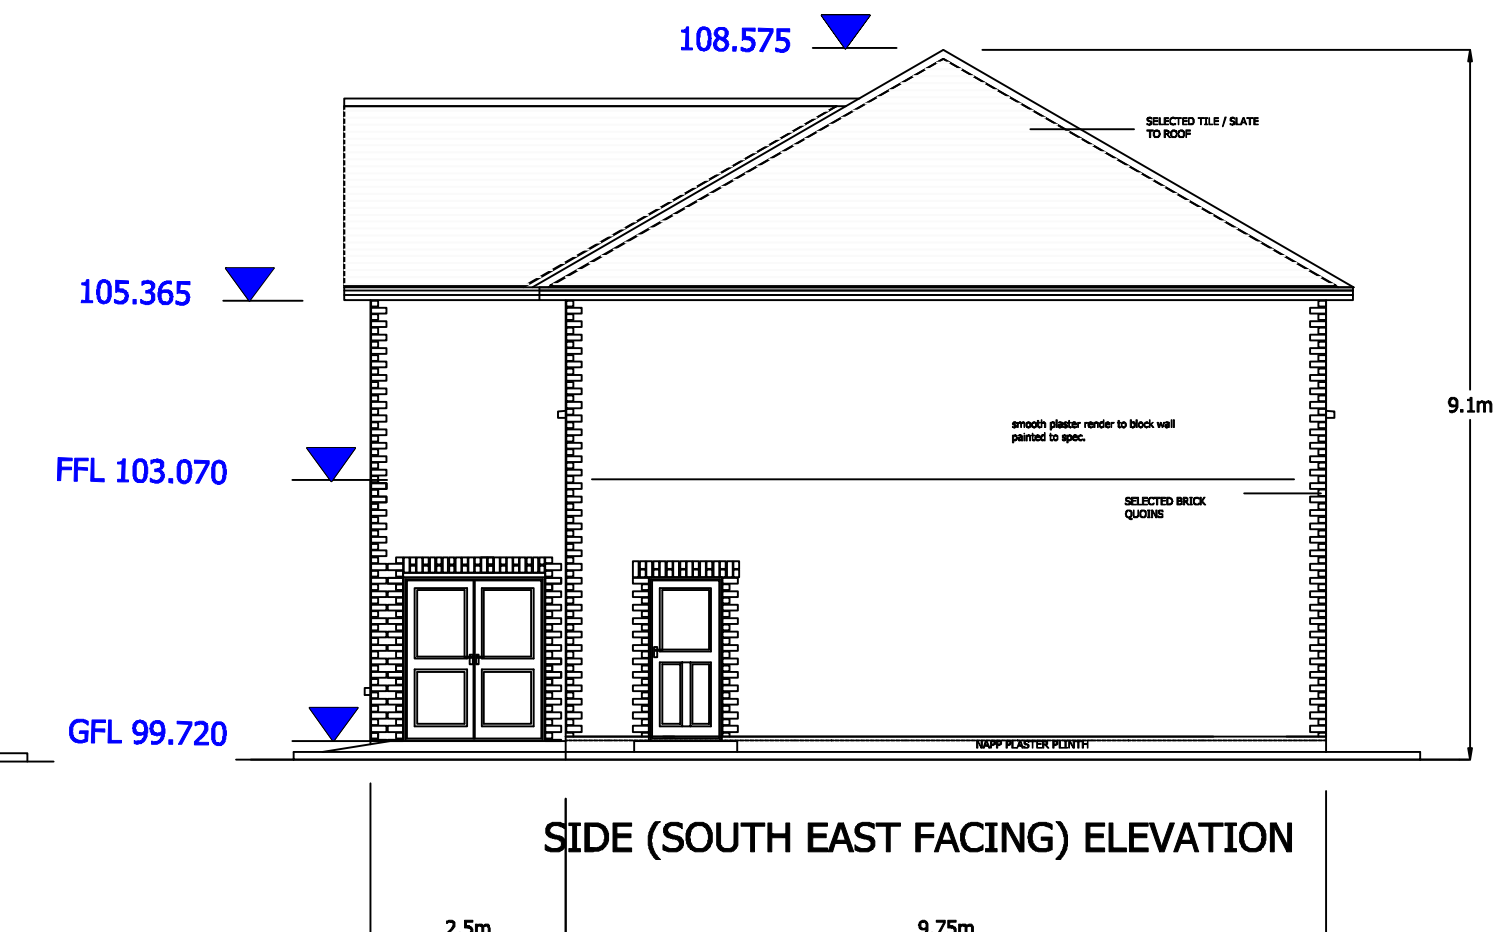 108.575
SELECTED TILE / SLATE
TO ROOF
105.365
9.1m
smooth plaster render to block wall
painted to spec.
FFL 103.070
SELECTED BRICK
QUOINS
GFL 99.720
NAPP PLASTER PLINTH
SIDE (SOUTH EAST FACING) ELEVATION
2.5m
9.75m